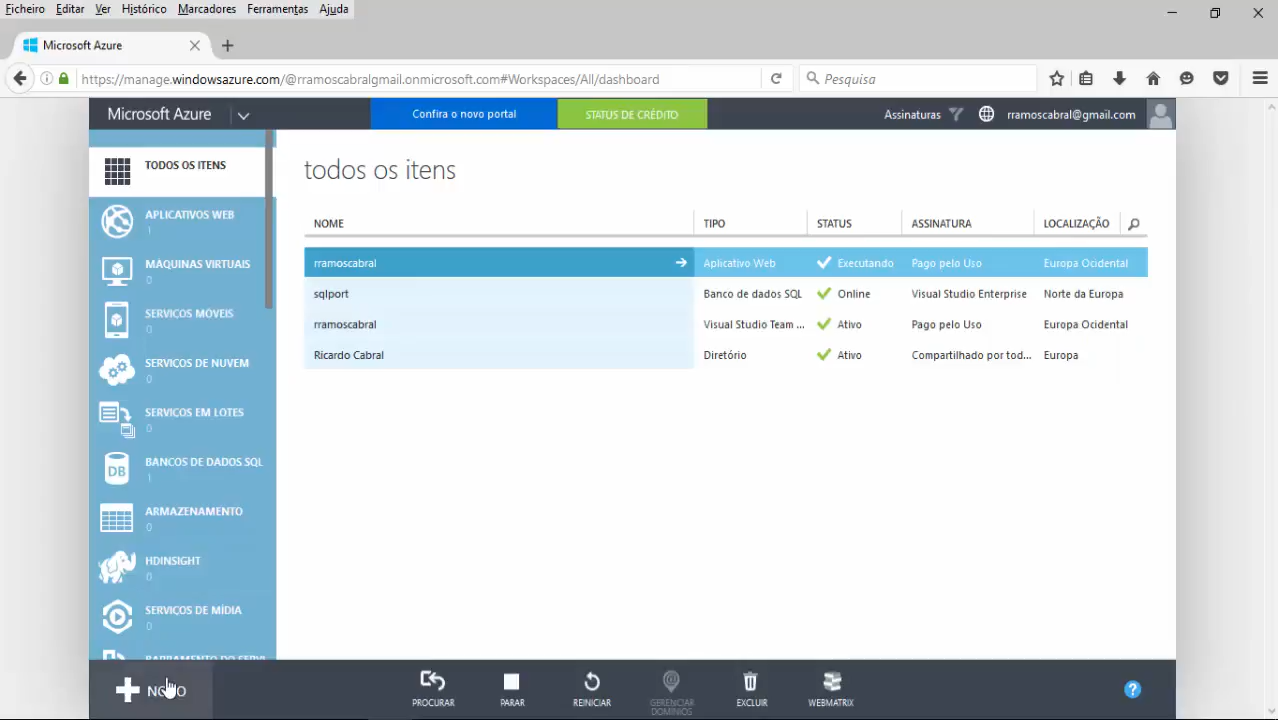 Ficheiro Editar Ver Histórico Marcadores Ferramentas Ajuda
Microsoft Azure
https://manage.windowsazure.com/@rramoscabralgmail.onmicrosoft.com#Workspaces/All/dashboard
Pesquisa
Microsoft Azure
Confira o novo portal
STATUS DE CRÉDITO
Assinaturas
rramoscabral@gmail.com
TODOS OS ITENS
APLICATIVOS WEB
1
MÁQUINAS VIRTUAIS
0
SERVIÇOS MÓVEIS
0
SERVIÇOS DE NUVEM
0
SERVIÇOS EM LOTES
0
DB
BANCOS DE DADOS SQL
1
ARMAZENAMENTO
0
HDINSIGHT
0
SERVIÇOS DE MÍDIA
0
todos os itens
NOME TIPO STATUS ASSINATURA LOCALIZAÇÃO
rramoscabral Aplicativo Web Executando Pago pelo Uso Europa Ocidental
sqlport Banco de dados SQL Online Visual Studio Enterprise Norte da Europa
rramoscabral Visual Studio Team ... Ativo Pago pelo Uso Europa Ocidental
Ricardo Cabral Diretório Ativo Compartilhado por tod... Europa
NOVO
PROCURAR
PARAR
REINICIAR
GERENCIAR
DOMÍNIOS
EXCLUIR
WEBMATRIX
?